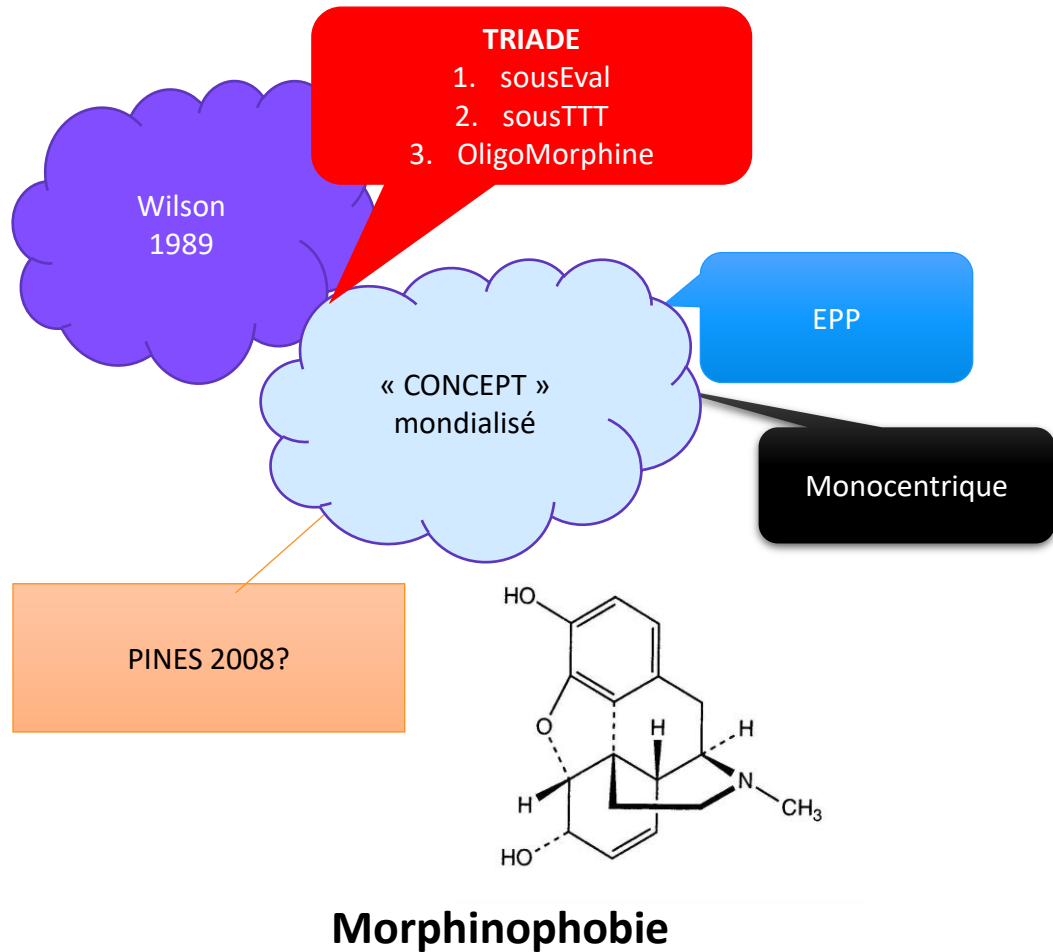 TRIADE
1. sousEval
2. sousTTT
3. OligoMorphine
Wilson
1989
EPP
« CONCEPT »
mondialisé
Monocentrique
PINES 2008?
HO
O
H
H
H
N
CH3
HO
Morphinophobie